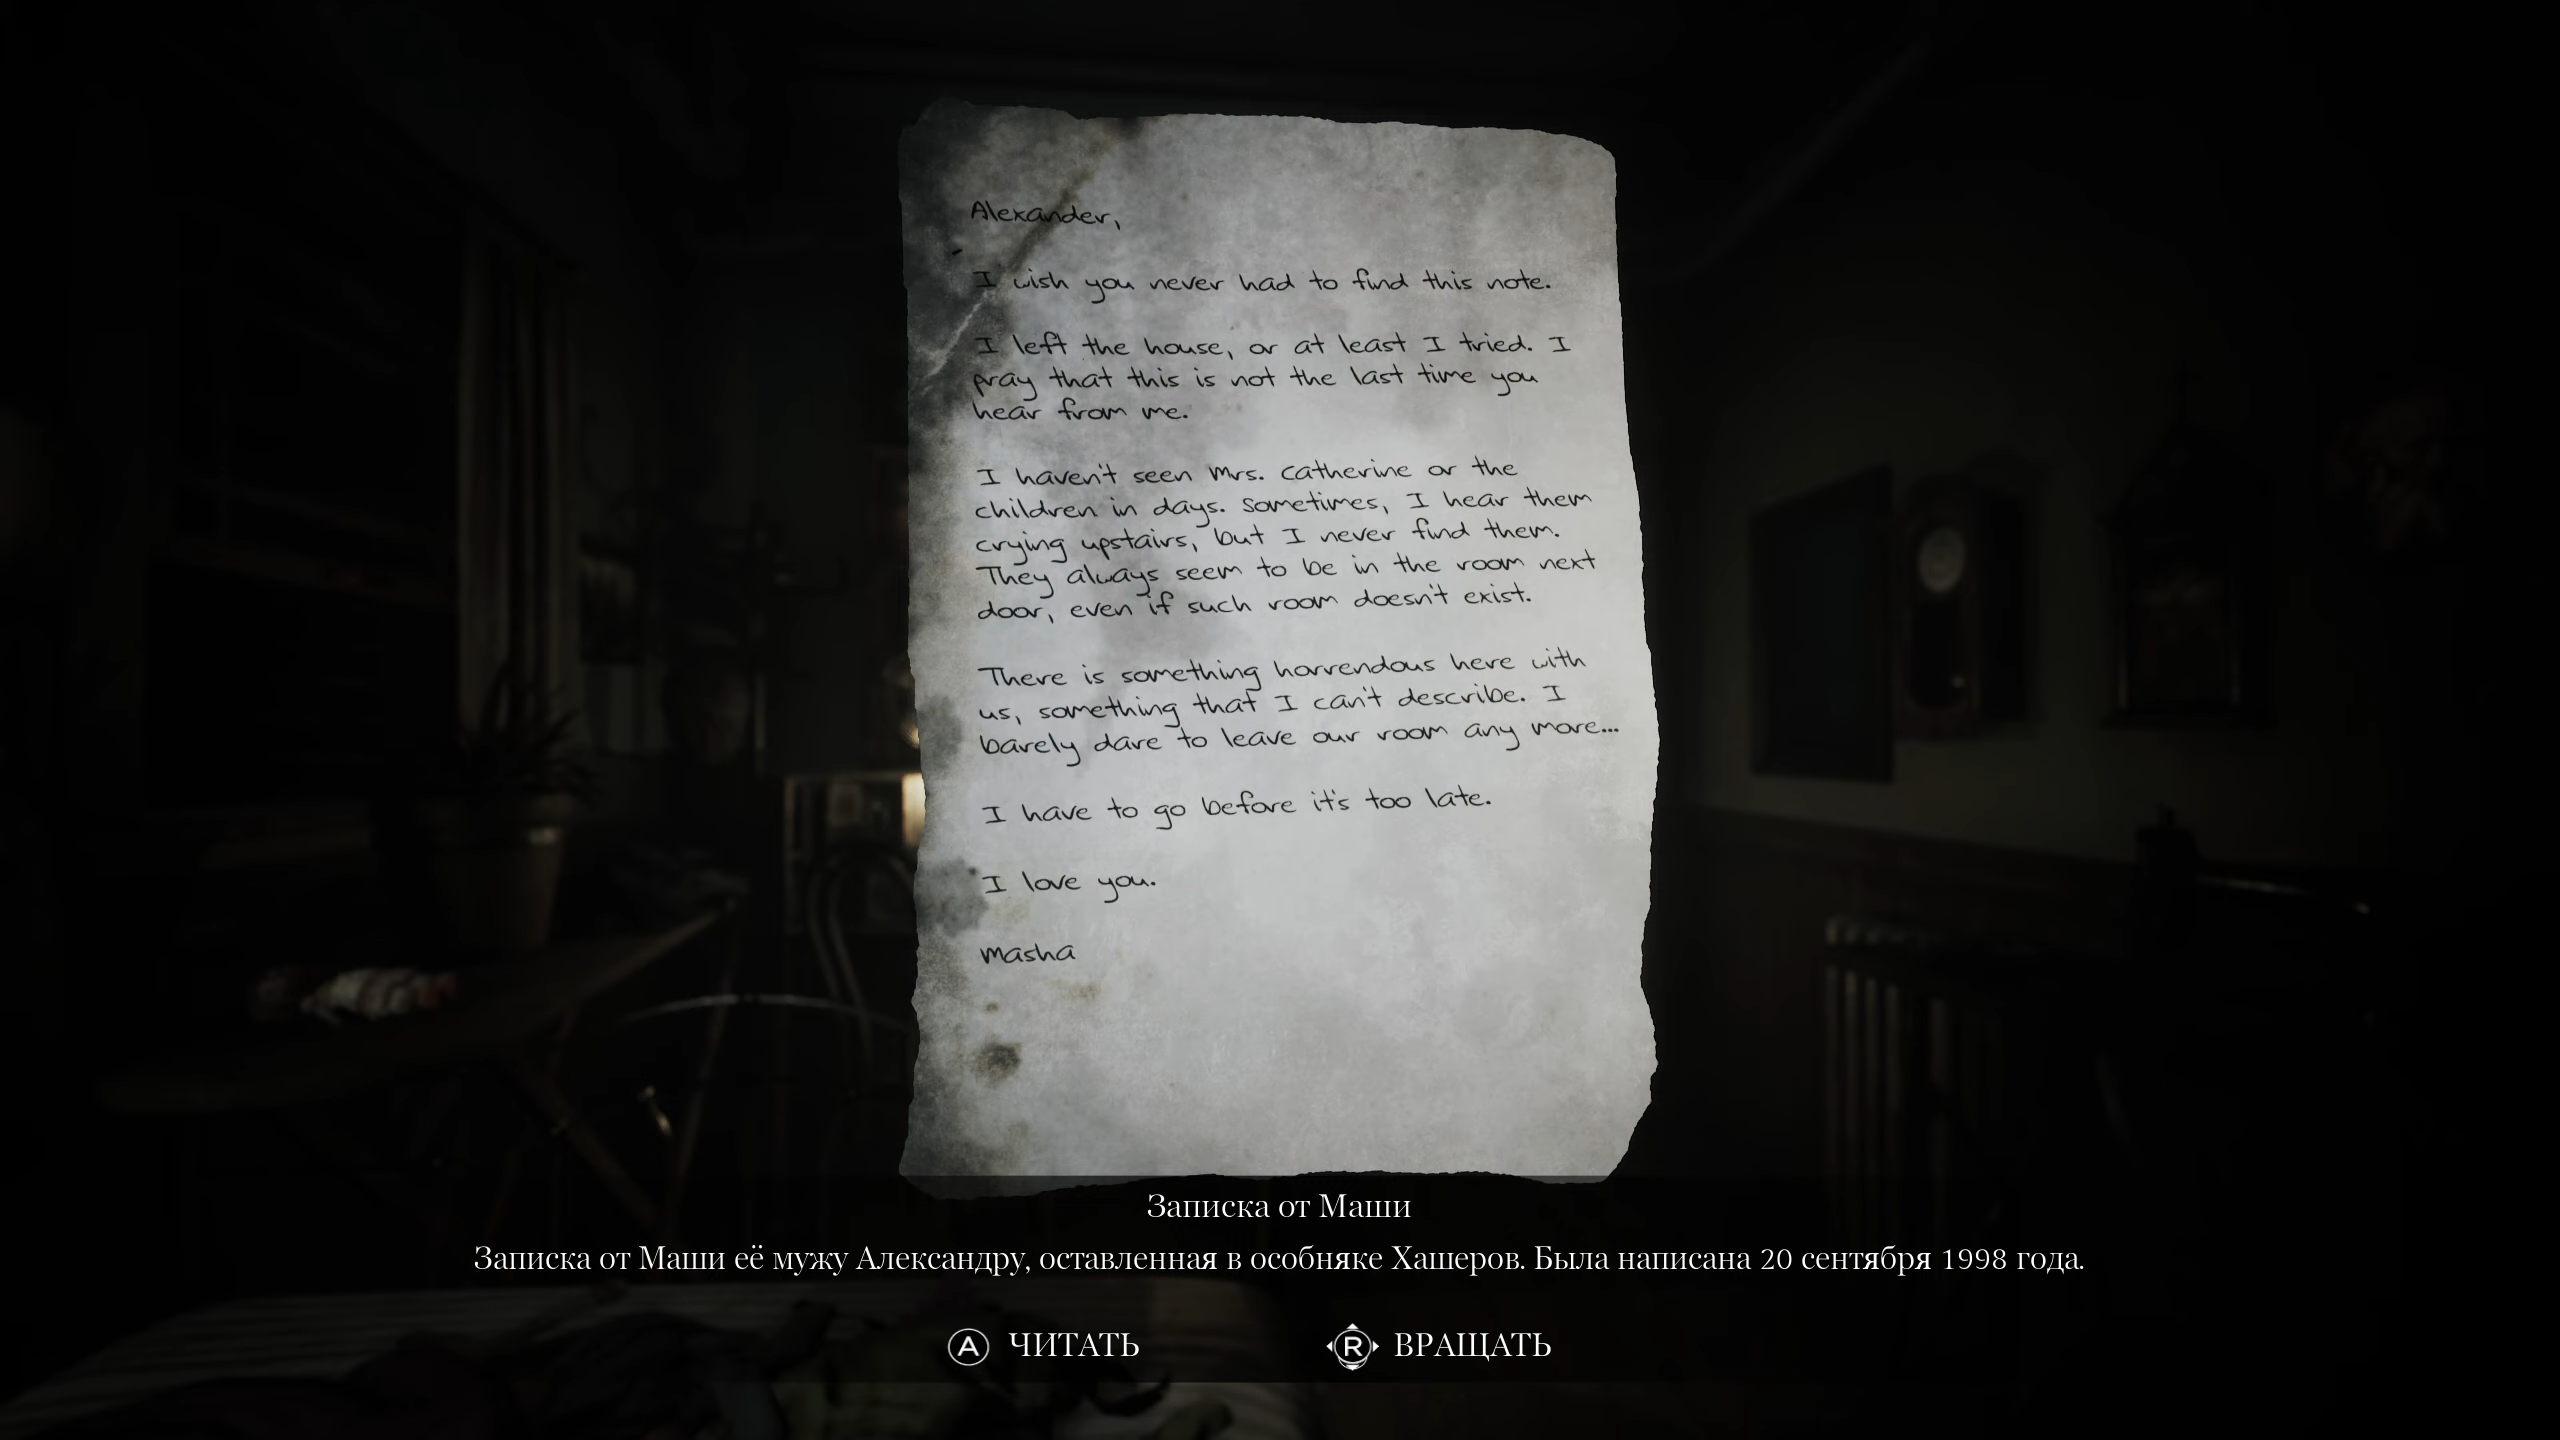 Alexander,
I wish you never had to find this note.
I left the house, or at least I tried. I
pray that this is not the last time you
hear from me.
I haven't seen Mrs. Catherine or the
children in days. Sometimes, I hear them
crying upstairs, but I never find them.
They always seem to be in the room next
door, even if such room doesn't exist.
There is something horrendous here with
us, something that I can't describe. I
barely dare to leave our room any more...
I have to go before it's too late.
I love you.
Masha
Записка от Маши
Записка от Маши её мужу Александру, оставленная в особняке Хашеров. Была написана 20 сентября 1998 года.
A ЧИТАТЬ R ВРАЩАТЬ